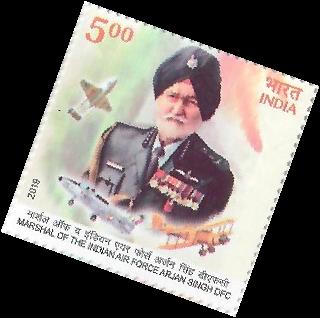 5.00
भारत
INDIA
2019
मार्शल ऑफ द इंडियन एयर फोर्स अर्जन सिंह डीएफसी
MARSHAL OF THE INDIAN AIR FORCE ARJAN SINGH DFC